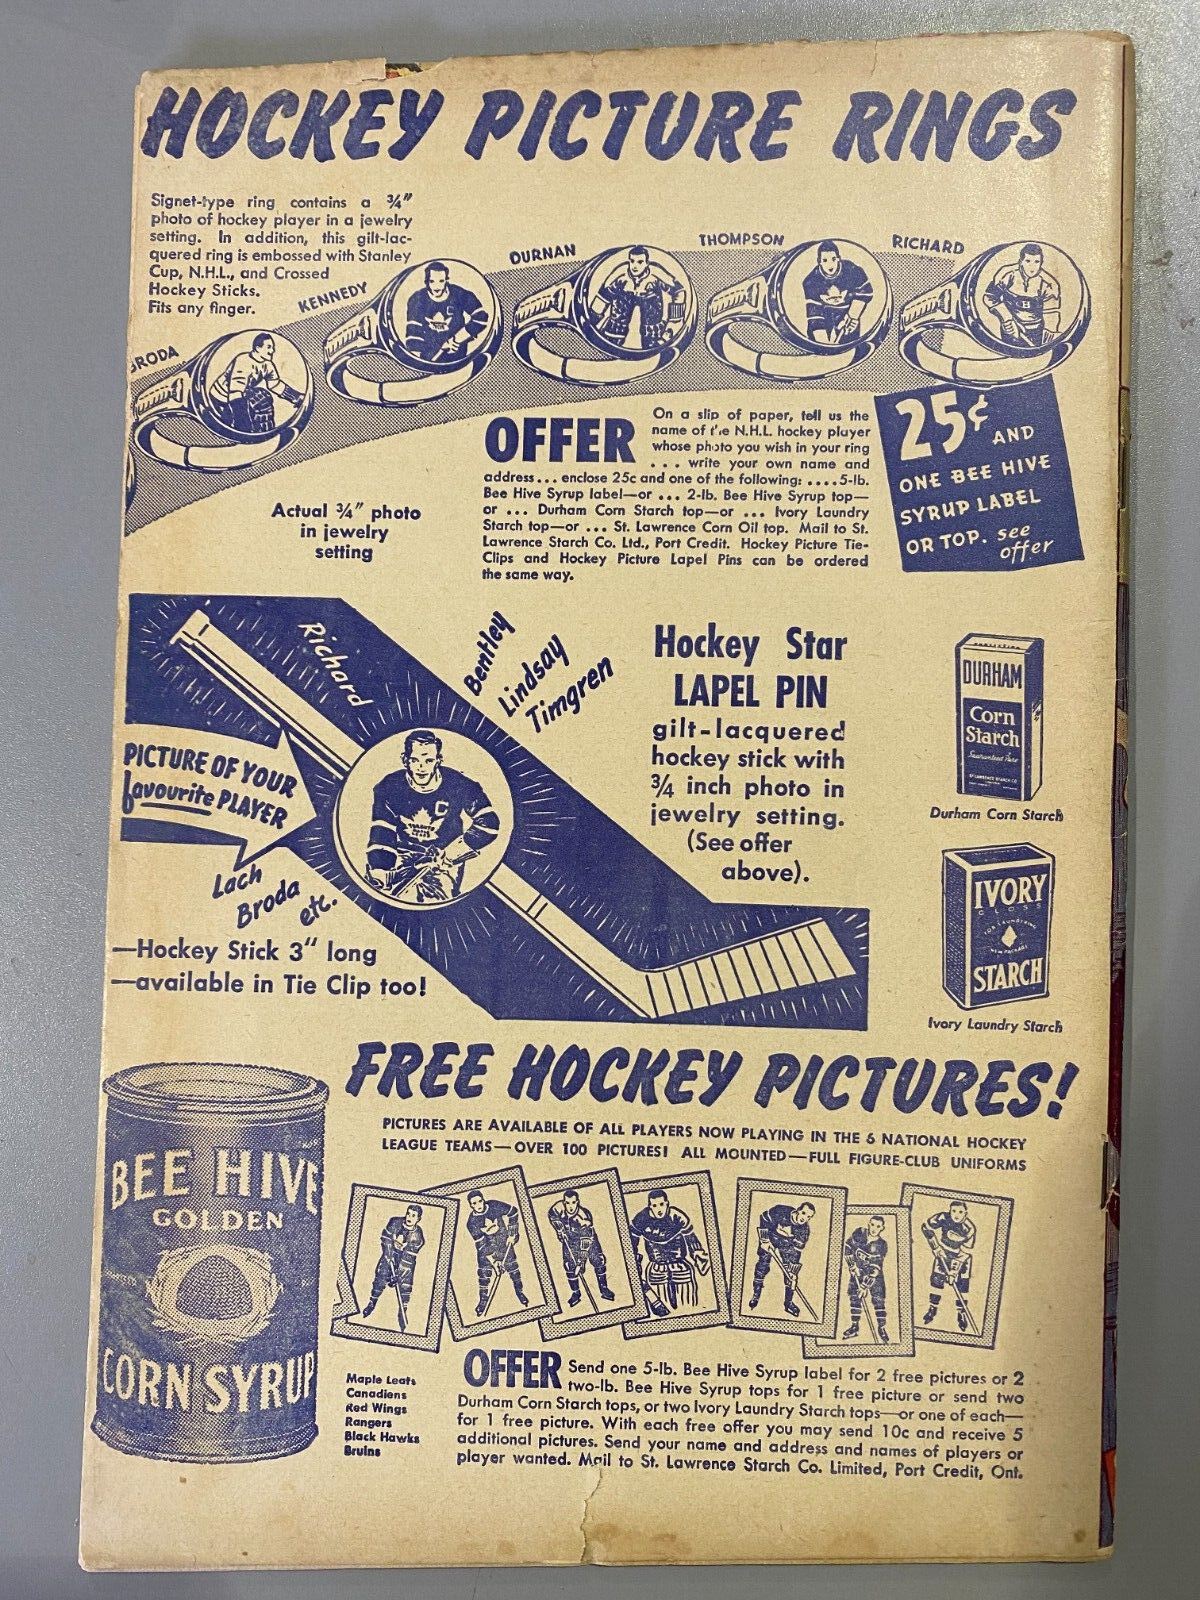 HOCKEY PICTURE RINGS
Signet-type ring contains a ¾"
photo of hockey player in a jewelry
setting. In addition, this gilt-lac-
quered ring is embossed with Stanley
Cup, N.H.L., and Crossed
Hockey Sticks.
Fits any finger.
BRODA
KENNEDY
DURNAN
THOMPSON
RICHARD
Actual ¾" photo
in jewelry
setting
OFFER
On a slip of paper, tell us the
name of the N.H.L. hockey player
whose photo you wish in your ring
... write your own name and
address... enclose 25c and one of the following: ....5-lb.
Bee Hive Syrup label—or ... 2-lb. Bee Hive Syrup top—
or ... Durham Corn Starch top—or ... Ivory Laundry
Starch top—or ... St. Lawrence Corn Oil top. Mail to St.
Lawrence Starch Co. Ltd., Port Credit. Hockey Picture Tie-
Clips and Hockey Picture Lapel Pins can be ordered
the same way.
25¢ AND
ONE BEE HIVE
SYRUP LABEL
OR TOP. see
offer
Richard
Bentley
Lindsay
Timgren
PICTURE OF YOUR
favourite PLAYER
C
TORONTO
MAPLE
LEAFS
Lach
Broda
etc.
—Hockey Stick 3" long
—available in Tie Clip too!
Hockey Star
LAPEL PIN
gilt-lacquered
hockey stick with
¾ inch photo in
jewelry setting.
(See offer
above).
DURHAM
Corn
Starch
Durham Corn Starch
IVORY
GLOSS
STARCH
Ivory Laundry Starch
FREE HOCKEY PICTURES!
PICTURES ARE AVAILABLE OF ALL PLAYERS NOW PLAYING IN THE 6 NATIONAL HOCKEY
LEAGUE TEAMS—OVER 100 PICTURES! ALL MOUNTED—FULL FIGURE-CLUB UNIFORMS
BEE HIVE
GOLDEN
CORN SYRUP
Maple Leafs
Canadiens
Red Wings
Rangers
Black Hawks
Bruins
OFFER Send one 5-lb. Bee Hive Syrup label for 2 free pictures or 2
two-lb. Bee Hive Syrup tops for 1 free picture or send two
Durham Corn Starch tops, or two Ivory Laundry Starch tops—or one of each—
for 1 free picture. With each free offer you may send 10c and receive 5
additional pictures. Send your name and address and names of players or
player wanted. Mail to St. Lawrence Starch Co. Limited, Port Credit, Ont.